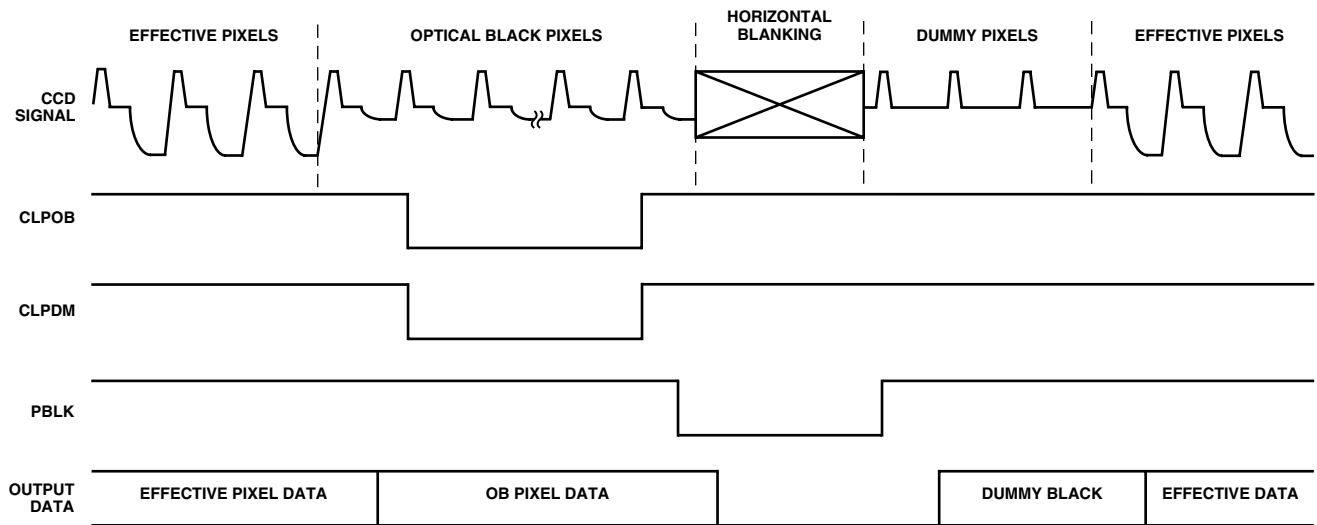 HORIZONTAL
BLANKING
EFFECTIVE PIXELS
OPTICAL BLACK PIXELS
DUMMY PIXELS
EFFECTIVE PIXELS
CCD
SIGNAL
CLPOB
CLPDM
PBLK
OUTPUT
DATA
EFFECTIVE PIXEL DATA
OB PIXEL DATA
DUMMY BLACK
EFFECTIVE DATA